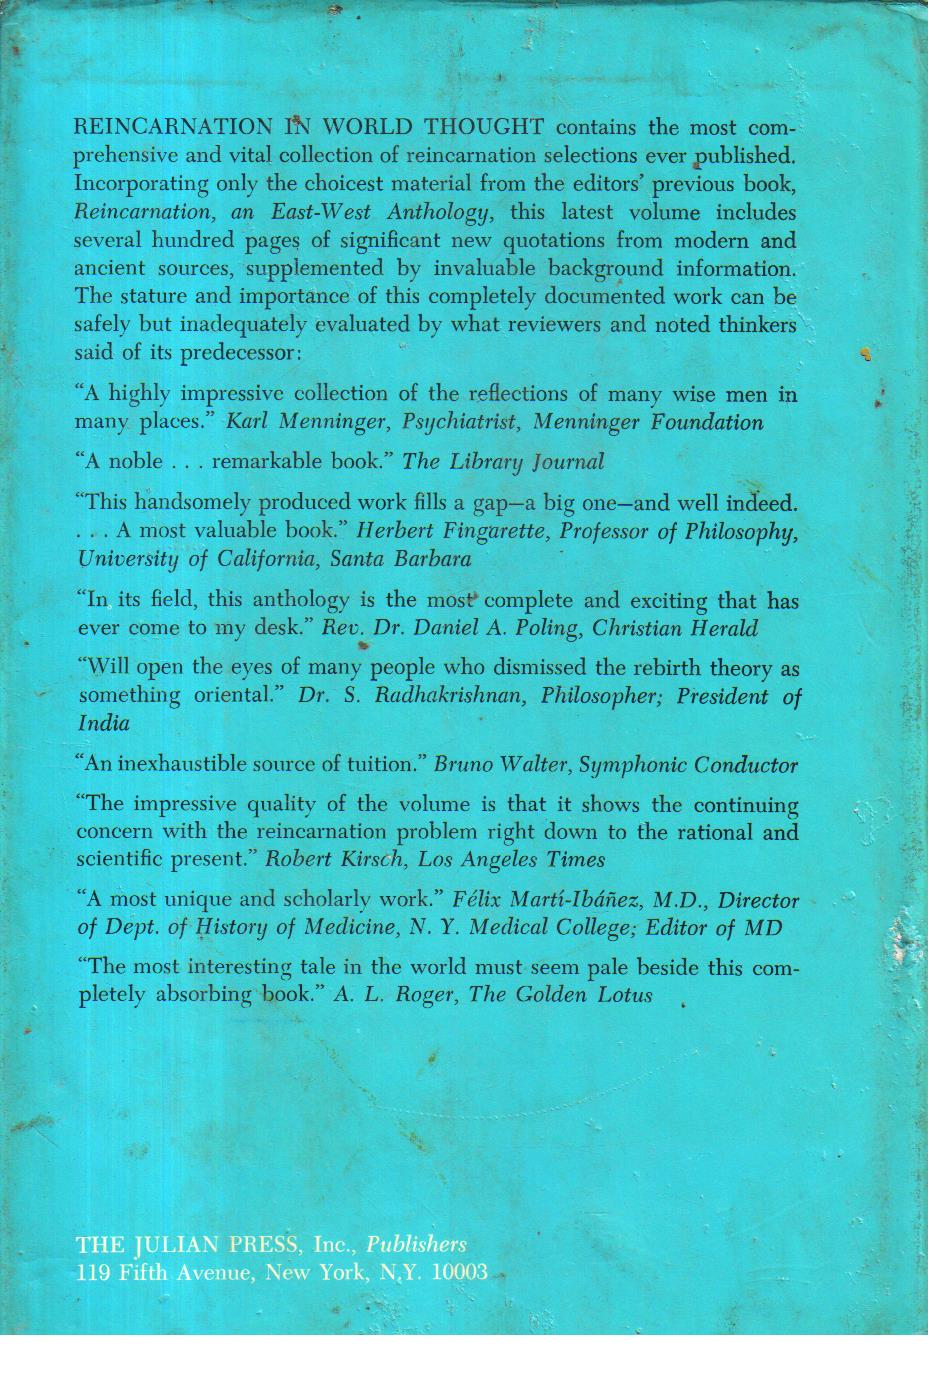 REINCARNATION IN WORLD THOUGHT contains the most com-
prehensive and vital collection of reincarnation selections ever published.
Incorporating only the choicest material from the editors' previous book,
Reincarnation, an East-West Anthology, this latest volume includes
several hundred pages of significant new quotations from modern and
ancient sources, supplemented by invaluable background information.
The stature and importance of this completely documented work can be
safely but inadequately evaluated by what reviewers and noted thinkers
said of its predecessor:
“A highly impressive collection of the reflections of many wise men in
many places.” Karl Menninger, Psychiatrist, Menninger Foundation
“A noble . . . remarkable book.” The Library Journal
“This handsomely produced work fills a gap—a big one—and well indeed.
. . . A most valuable book.” Herbert Fingarette, Professor of Philosophy,
University of California, Santa Barbara
“In its field, this anthology is the most complete and exciting that has
ever come to my desk.” Rev. Dr. Daniel A. Poling, Christian Herald
“Will open the eyes of many people who dismissed the rebirth theory as
something oriental.” Dr. S. Radhakrishnan, Philosopher; President of
India
“An inexhaustible source of tuition.” Bruno Walter, Symphonic Conductor
“The impressive quality of the volume is that it shows the continuing
concern with the reincarnation problem right down to the rational and
scientific present.” Robert Kirsch, Los Angeles Times
“A most unique and scholarly work.” Félix Martí-Ibáñez, M.D., Director
of Dept. of History of Medicine, N. Y. Medical College; Editor of MD
“The most interesting tale in the world must seem pale beside this com-
pletely absorbing book.” A. L. Roger, The Golden Lotus
THE JULIAN PRESS, Inc., Publishers
119 Fifth Avenue, New York, N.Y. 10003